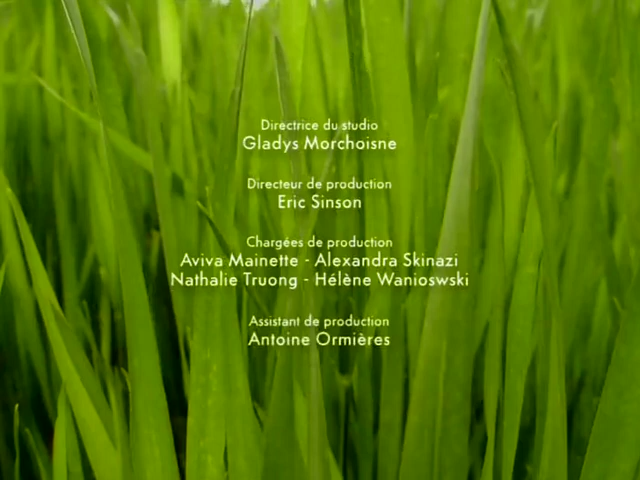 Directrice du studio
Gladys Morchoisne
Directeur de production
Eric Sinson
Chargées de production
Aviva Mainette - Alexandra Skinazi
Nathalie Truong - Hélène Wanioswski
Assistant de production
Antoine Ormières